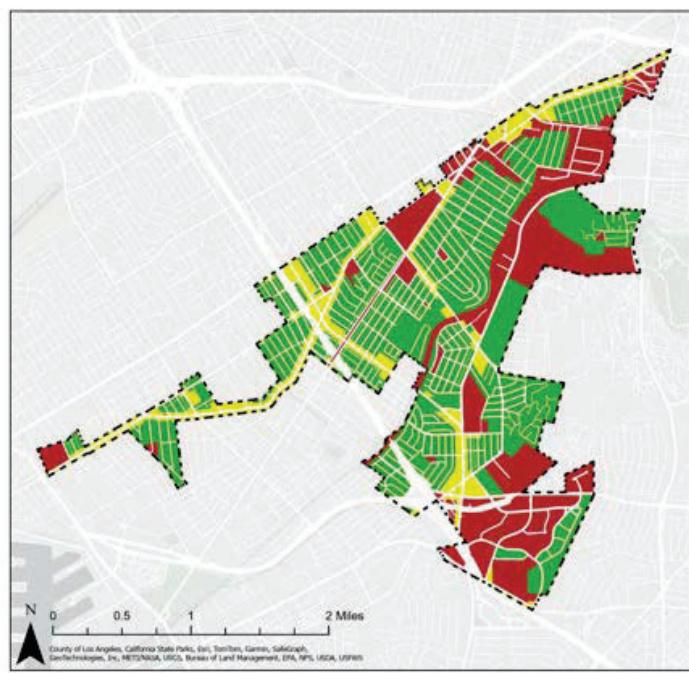 N
0 0.5 1 2 Miles
County of Los Angeles, California State Parks, Esri, TomTom, Garmin, SafeGraph,
GeoTechnologies, Inc, METI/NASA, USGS, Bureau of Land Management, EPA, NPS, USDA, USFWS